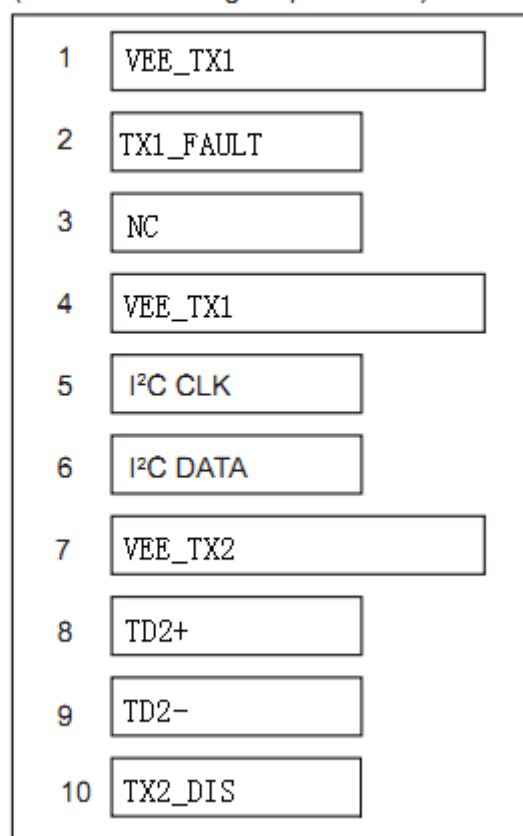 1 VEE_TX1
2 TX1_FAULT
3 NC
4 VEE_TX1
5 I²C CLK
6 I²C DATA
7 VEE_TX2
8 TD2+
9 TD2-
10 TX2_DIS